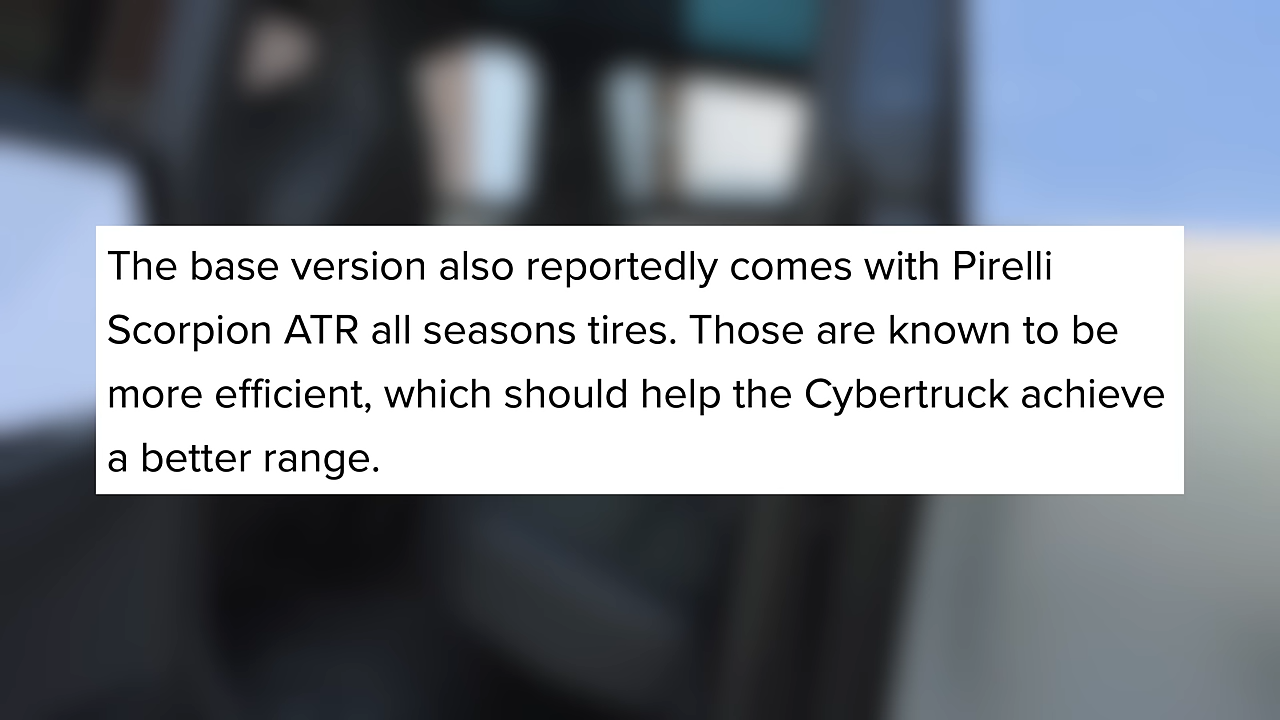 The base version also reportedly comes with Pirelli
Scorpion ATR all seasons tires. Those are known to be
more efficient, which should help the Cybertruck achieve
a better range.